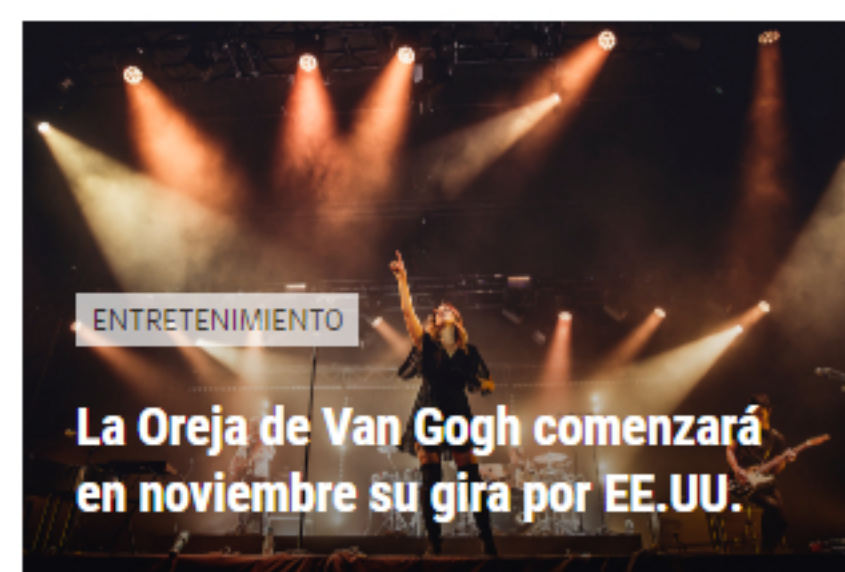 ENTRETENIMIENTO
La Oreja de Van Gogh comenzará
en noviembre su gira por EE.UU.